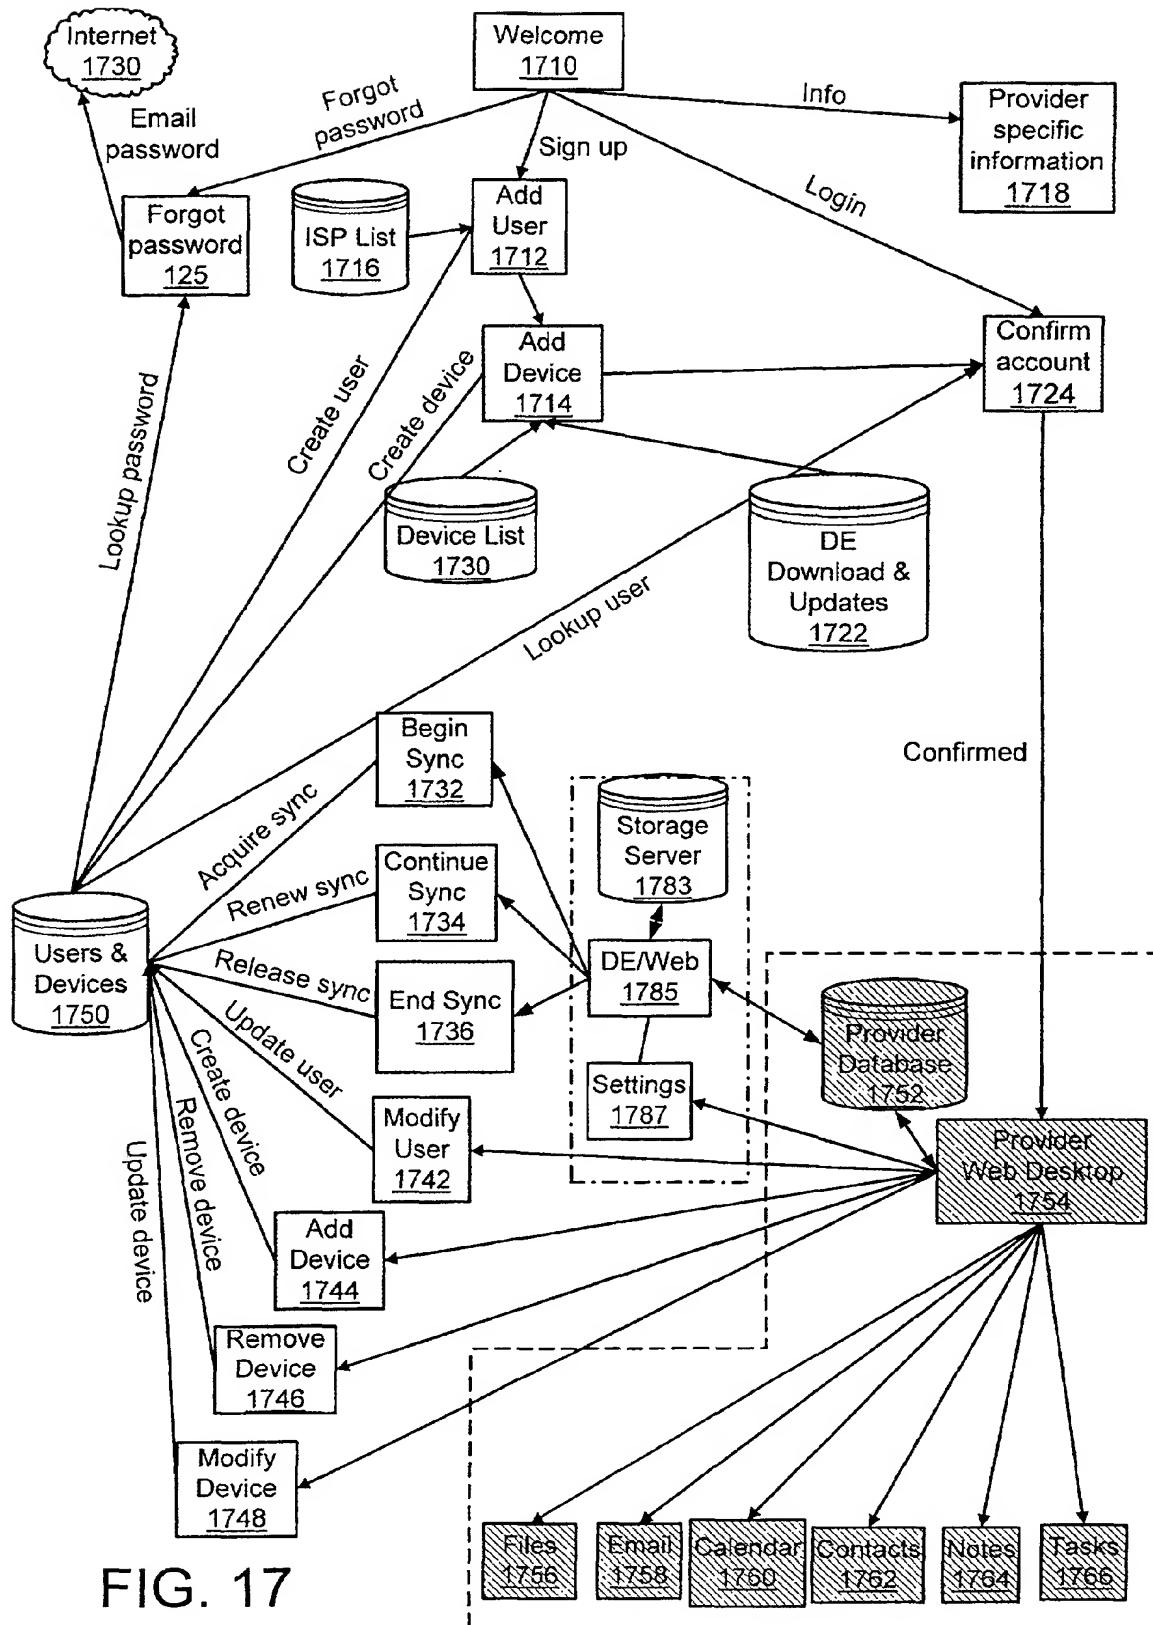 Internet
1730
Welcome
1710
Forgot
password
Info
Provider
specific
information
1718
Email
password
Sign up
Login
Forgot
password
125
ISP List
1716
Add
User
1712
Add
Device
1714
Confirm
account
1724
Lookup password
Create user
Create device
Device List
1730
DE
Download &
Updates
1722
Lookup user
Confirmed
Begin
Sync
1732
Acquire sync
Storage
Server
1783
Continue
Sync
1734
Renew sync
Users &
Devices
1750
Release sync
End Sync
1736
DE/Web
1785
Provider
Database
1752
Update user
Settings
1787
Modify
User
1742
Provider
Web Desktop
1754
Create device
Remove device
Update device
Add
Device
1744
Remove
Device
1746
Modify
Device
1748
Files
1756
Email
1758
Calendar
1760
Contacts
1762
Notes
1764
Tasks
1766
FIG. 17